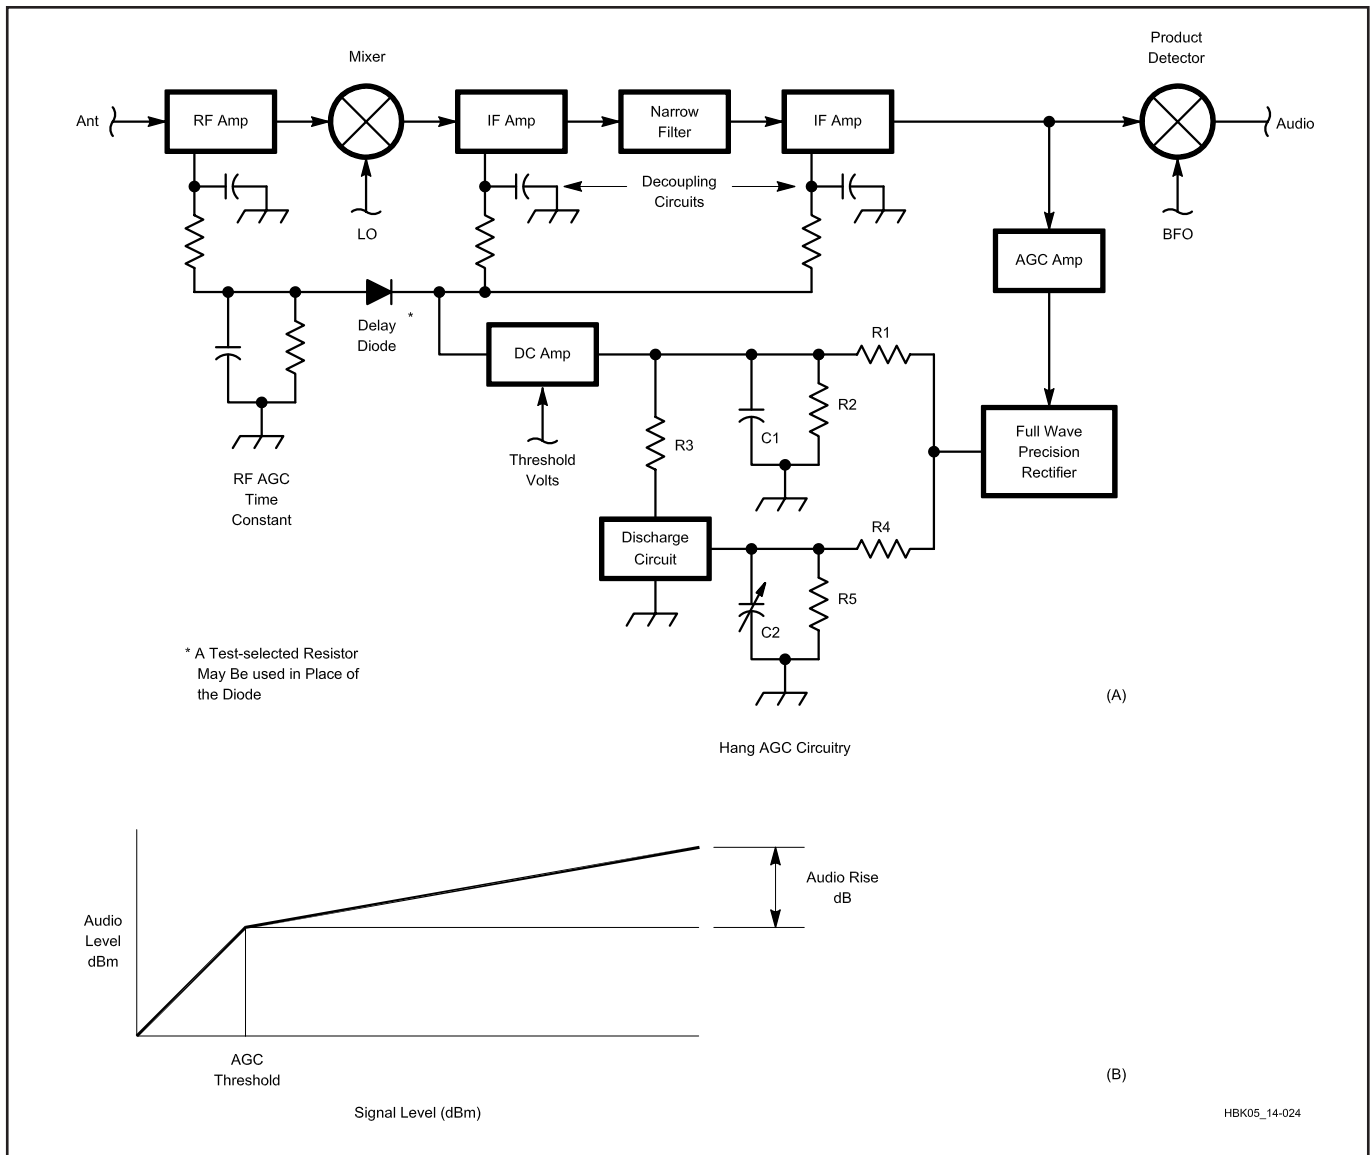 Product
Detector
Mixer
Ant
RF Amp
IF Amp
Narrow
Filter
IF Amp
Audio
Decoupling
Circuits
LO
BFO
AGC Amp
Delay
Diode
*
DC Amp
R1
R2
C1
R3
Threshold
Volts
Full Wave
Precision
Rectifier
RF AGC
Time
Constant
Discharge
Circuit
R4
R5
C2
* A Test-selected Resistor
May Be used in Place of
the Diode
(A)
Hang AGC Circuitry
Audio Rise
dB
Audio
Level
dBm
AGC
Threshold
(B)
Signal Level (dBm)
HBK05_14-024